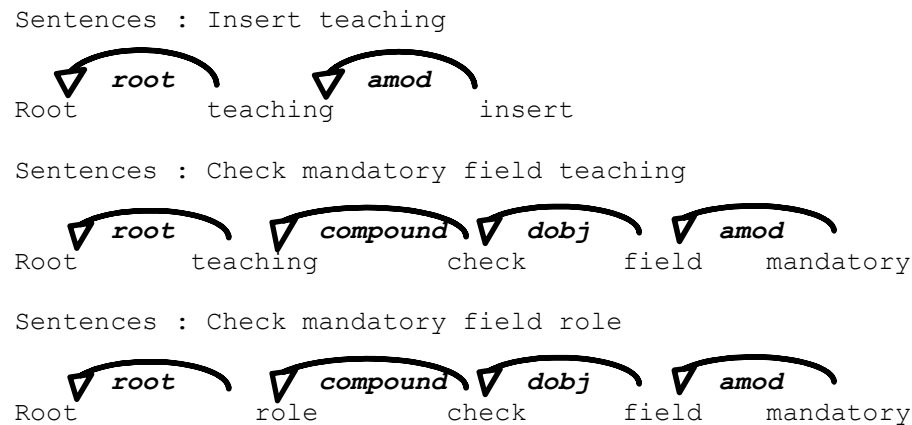 Sentences : Insert teaching
root amod
Root teaching insert
Sentences : Check mandatory field teaching
root compound dobj amod
Root teaching check field mandatory
Sentences : Check mandatory field role
root compound dobj amod
Root role check field mandatory